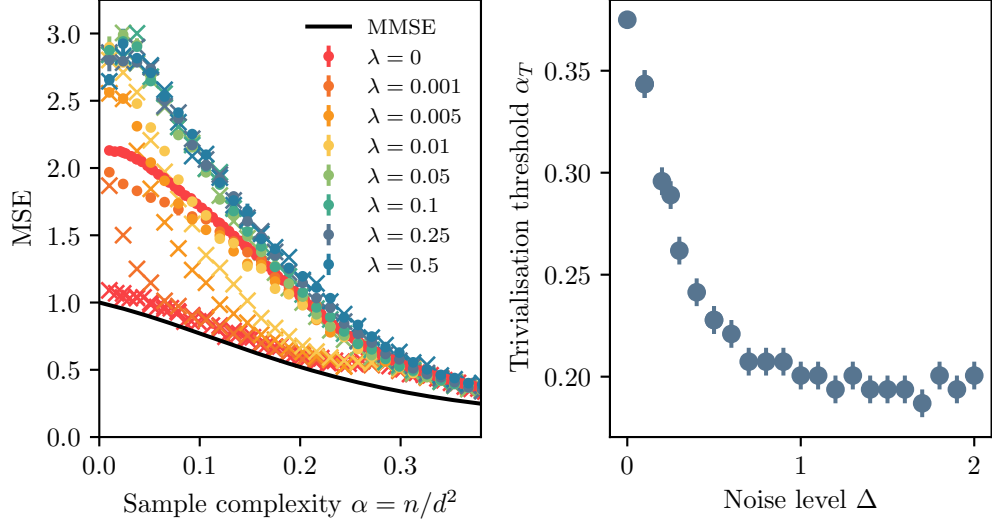 MSE
3.0
2.5
2.0
1.5
1.0
0.5
0.0
0.0
0.1
0.2
0.3
Sample complexity α = n/d²
MMSE
λ = 0
λ = 0.001
λ = 0.005
λ = 0.01
λ = 0.05
λ = 0.1
λ = 0.25
λ = 0.5
Trivialisation threshold α_T
0.35
0.30
0.25
0.20
0
1
2
Noise level Δ